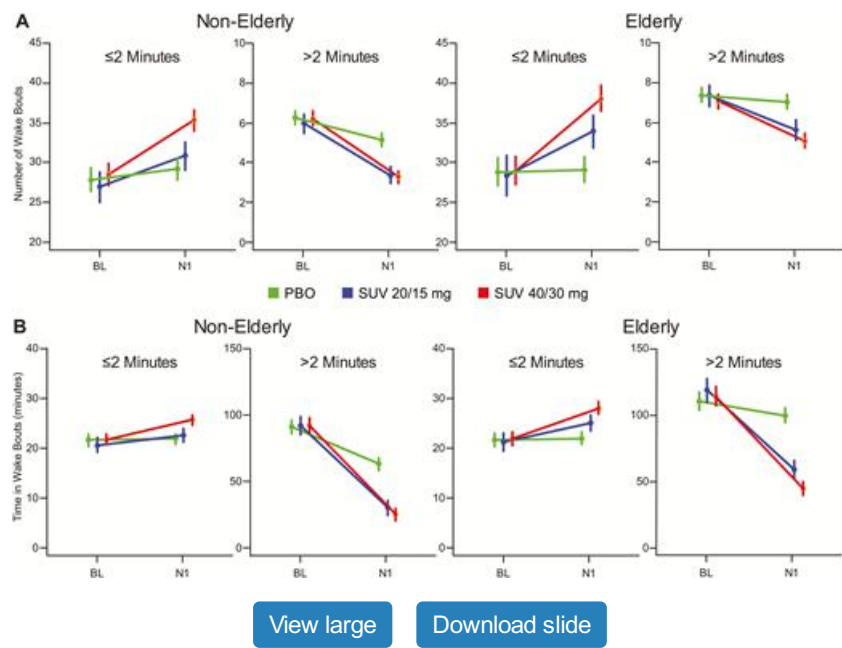 A Non-Elderly Elderly
≤2 Minutes >2 Minutes ≤2 Minutes >2 Minutes
Number of Wake Bouts
45 40 35 30 25 20
10 8 6 4 2 0
45 40 35 30 25 20
10 8 6 4 2 0
BL N1 BL N1 BL N1 BL N1
PBO SUV 20/15 mg SUV 40/30 mg
B Non-Elderly Elderly
≤2 Minutes >2 Minutes ≤2 Minutes >2 Minutes
Time in Wake Bouts (minutes)
40 30 20 10 0
150 100 50 0
40 30 20 10 0
150 100 50 0
BL N1 BL N1 BL N1 BL N1
View large Download slide